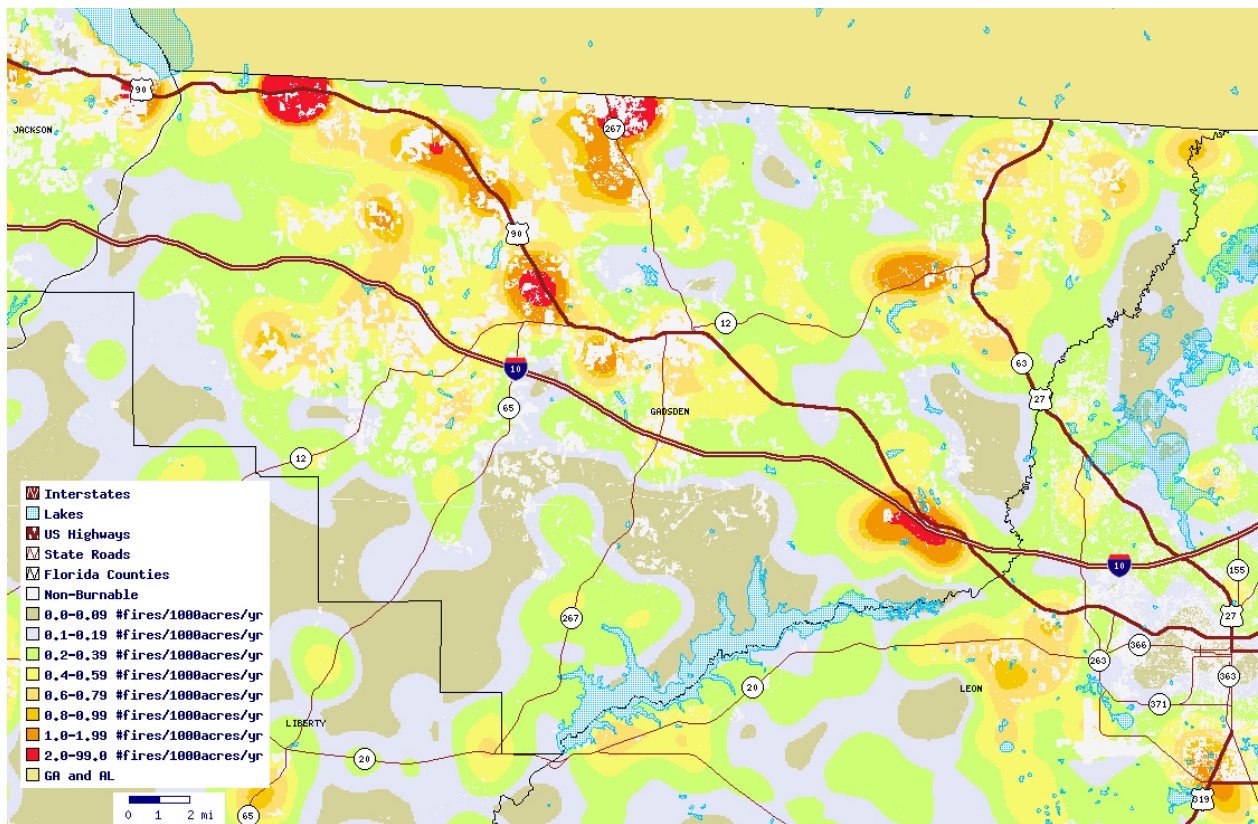 90
267
JACKSON
90
12
63
27
10
65
GADSDEN
12
Interstates
Lakes
US Highways
State Roads
Florida Counties
Non-Burnable
0.0-0.09 #fires/1000acres/yr
0.1-0.19 #fires/1000acres/yr
0.2-0.39 #fires/1000acres/yr
0.4-0.59 #fires/1000acres/yr
0.6-0.79 #fires/1000acres/yr
0.8-0.99 #fires/1000acres/yr
1.0-1.99 #fires/1000acres/yr
2.0-99.0 #fires/1000acres/yr
GA and AL
10
155
27
267
366
263
363
LEON
20
371
LIBERTY
20
319
65
0 1 2 mi